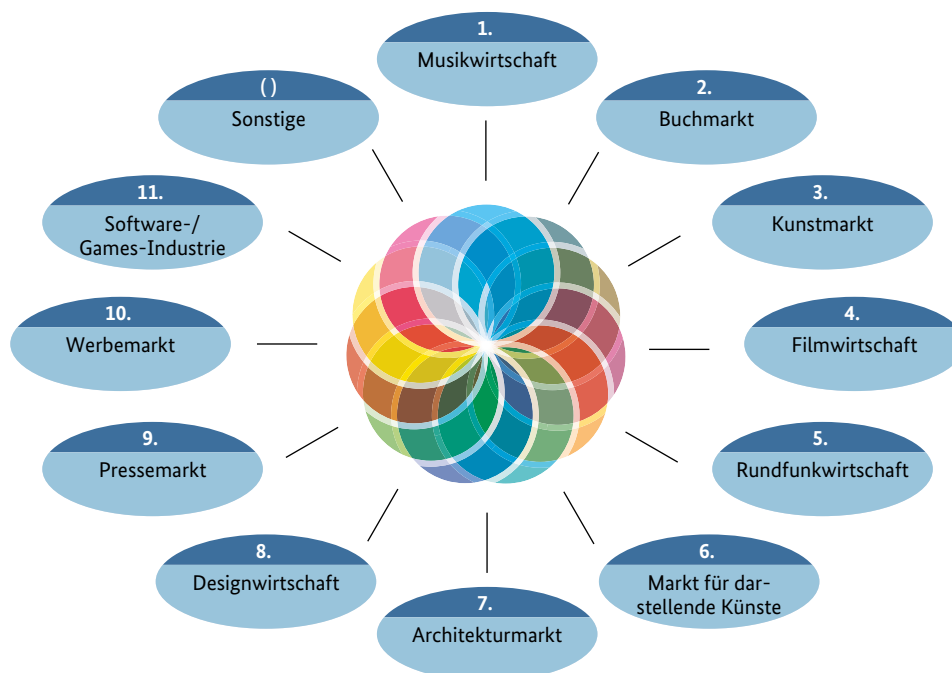 1.
Musikwirtschaft
2.
Buchmarkt
3.
Kunstmarkt
4.
Filmwirtschaft
5.
Rundfunkwirtschaft
6.
Markt für dar-
stellende Künste
7.
Architekturmarkt
8.
Designwirtschaft
9.
Pressemarkt
10.
Werbemarkt
11.
Software-/
Games-Industrie
( )
Sonstige